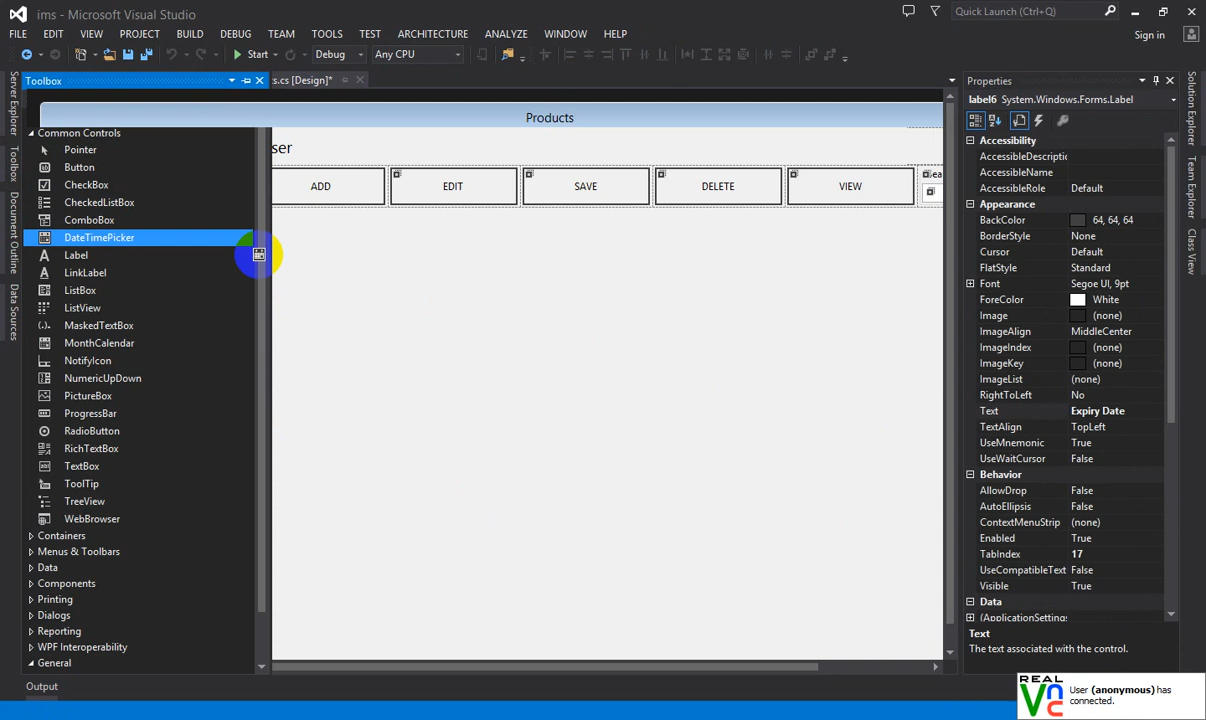 ims - Microsoft Visual Studio
Quick Launch (Ctrl+Q)
FILE EDIT VIEW PROJECT BUILD DEBUG TEAM TOOLS TEST ARCHITECTURE ANALYZE WINDOW HELP
Sign in
Start Debug Any CPU
Server Explorer
Toolbox
Document Outline
Data Sources
Toolbox
s.cs [Design]*
Products
ser
ADD EDIT SAVE DELETE VIEW
Common Controls
Pointer
Button
CheckBox
CheckedListBox
ComboBox
DateTimePicker
Label
LinkLabel
ListBox
ListView
MaskedTextBox
MonthCalendar
NotifyIcon
NumericUpDown
PictureBox
ProgressBar
RadioButton
RichTextBox
TextBox
ToolTip
TreeView
WebBrowser
Containers
Menus & Toolbars
Data
Components
Printing
Dialogs
Reporting
WPF Interoperability
General
Output
Properties
label6 System.Windows.Forms.Label
Accessibility
AccessibleDescriptic
AccessibleName
AccessibleRole Default
Appearance
BackColor 64, 64, 64
BorderStyle None
Cursor Default
FlatStyle Standard
Font Segoe UI, 9pt
ForeColor White
Image (none)
ImageAlign MiddleCenter
ImageIndex (none)
ImageKey (none)
ImageList (none)
RightToLeft No
Text Expiry Date
TextAlign TopLeft
UseMnemonic True
UseWaitCursor False
Behavior
AllowDrop False
AutoEllipsis False
ContextMenuStrip (none)
Enabled True
TabIndex 17
UseCompatibleText False
Visible True
Data
(ApplicationSettings
Text
The text associated with the control.
Solution Explorer
Team Explorer
Class View
REAL
VNC
User (anonymous) has
connected.